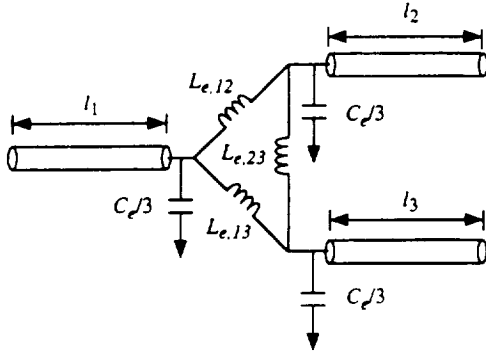 l₂
Lₑ,₁₂
l₁
Cₑ/3
Lₑ,₂₃
Cₑ/3
l₃
Lₑ,₁₃
Cₑ/3